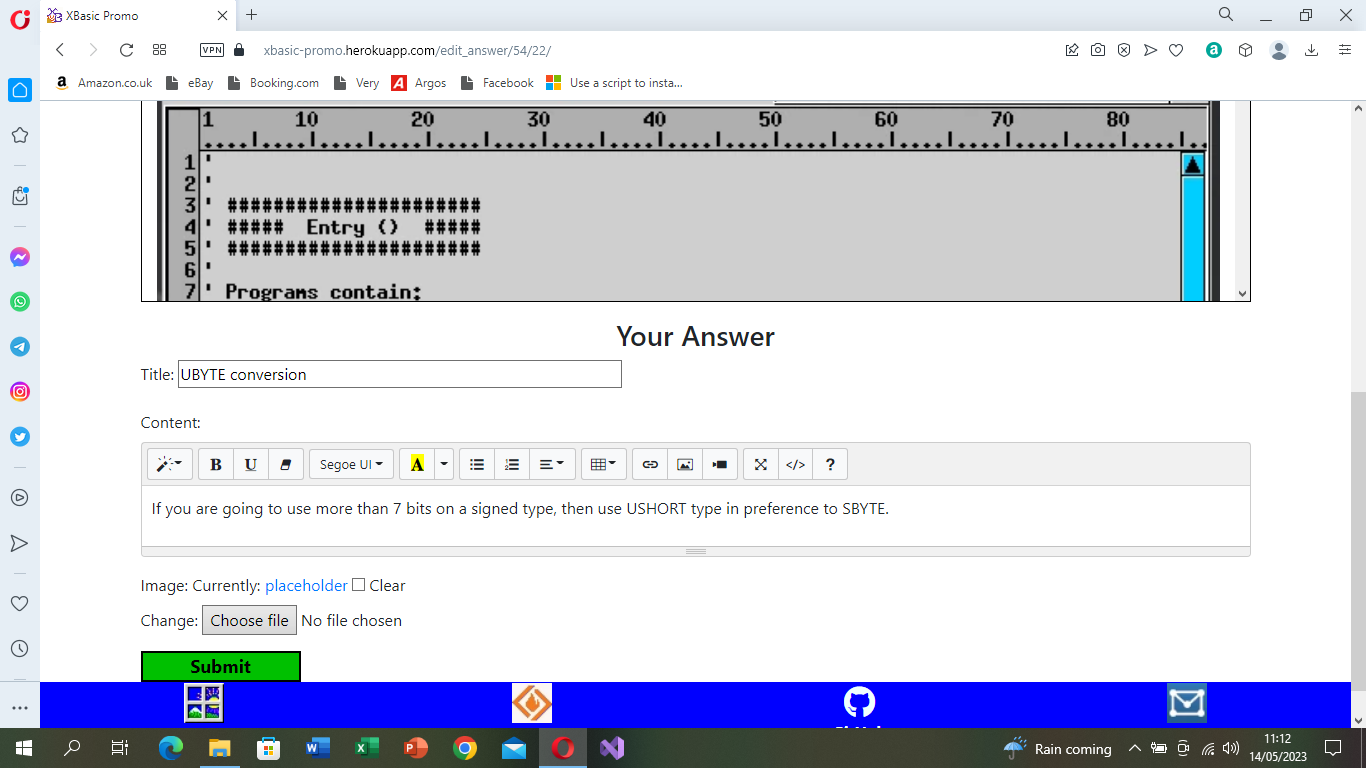 XBasic Promo
VPN
xbasic-promo.herokuapp.com/edit_answer/54/22/
a Amazon.co.uk eBay Booking.com Very A Argos Facebook Use a script to insta...
1 10 20 30 40 50 60 70 80
1 '
2 '
3 ' ######################
4 ' ##### Entry () #####
5 ' ######################
6 '
7 ' Programs contain:
Your Answer
Title: UBYTE conversion
Content:
B U Segoe UI A </> ?
If you are going to use more than 7 bits on a signed type, then use USHORT type in preference to SBYTE.
Image: Currently: placeholder Clear
Change: Choose file No file chosen
Submit
Rain coming
11:12
14/05/2023